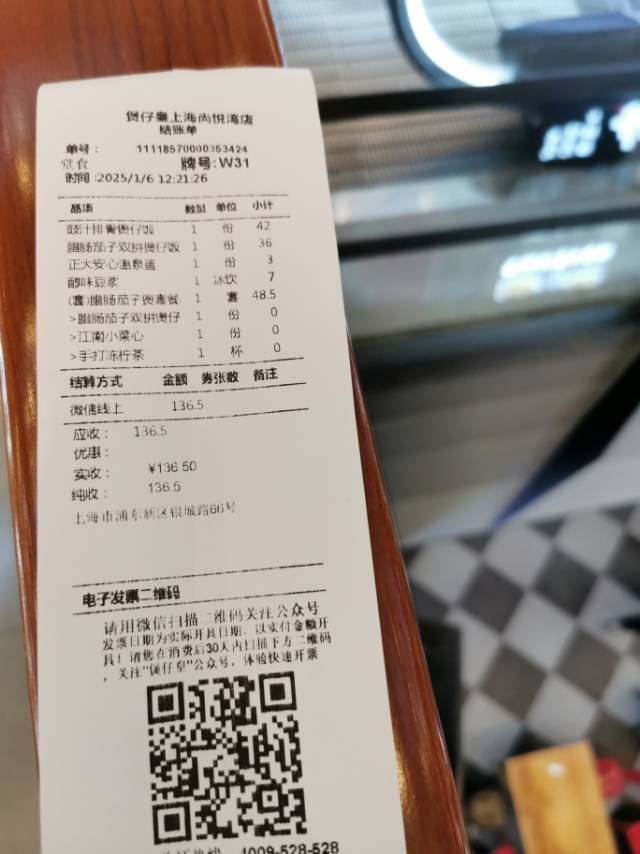 煲仔皇上海尚悦湾店
结账单
单号： 11118570000353424
堂食 牌号:W31
时间:2025/1/6 12:21:26
品项 数量 单位 小计
豉汁排骨煲仔饭 1 份 42
腊肠茄子双拼煲仔饭 1 份 36
正大安心温泉蛋 1 份 3
醇味豆浆 1 冰饮 7
(套)腊肠茄子煲套餐 1 套 48.5
>腊肠茄子双拼煲仔 1 份 0
>江南小菜心 1 份 0
>手打冻柠茶 1 杯 0
结算方式 金额 券张数 备注
微信线上 136.5
应收： 136.5
优惠：
实收： ¥136.50
纯收： 136.5
上海市浦东新区银城路66号
电子发票二维码
请用微信扫描二维码关注公众号
发票日期为实际开具日期、以实付金额开
具！请您在消费后30天内扫描下方二维码
，关注"煲仔皇"公众号，体验快速开票
热线：4009-528-528